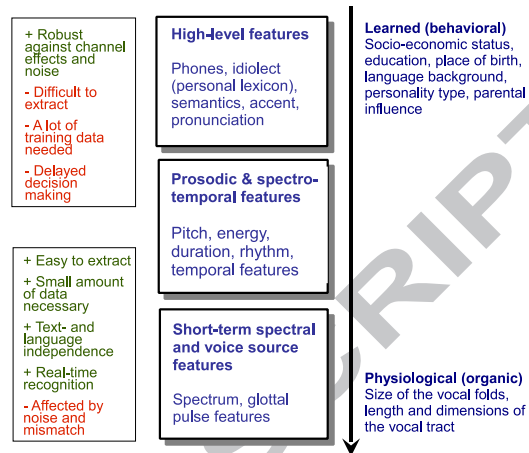 + Robust
against channel
effects and
noise
- Difficult to
extract
- A lot of
training data
needed
- Delayed
decision
making
+ Easy to extract
+ Small amount
of data
necessary
+ Text- and
language
independence
+ Real-time
recognition
- Affected by
noise and
mismatch
High-level features
Phones, idiolect
(personal lexicon),
semantics, accent,
pronunciation
Prosodic & spectro-
temporal features
Pitch, energy,
duration, rhythm,
temporal features
Short-term spectral
and voice source
features
Spectrum, glottal
pulse features
Learned (behavioral)
Socio-economic status,
education, place of birth,
language background,
personality type, parental
influence
Physiological (organic)
Size of the vocal folds,
length and dimensions of
the vocal tract
SCRIPT